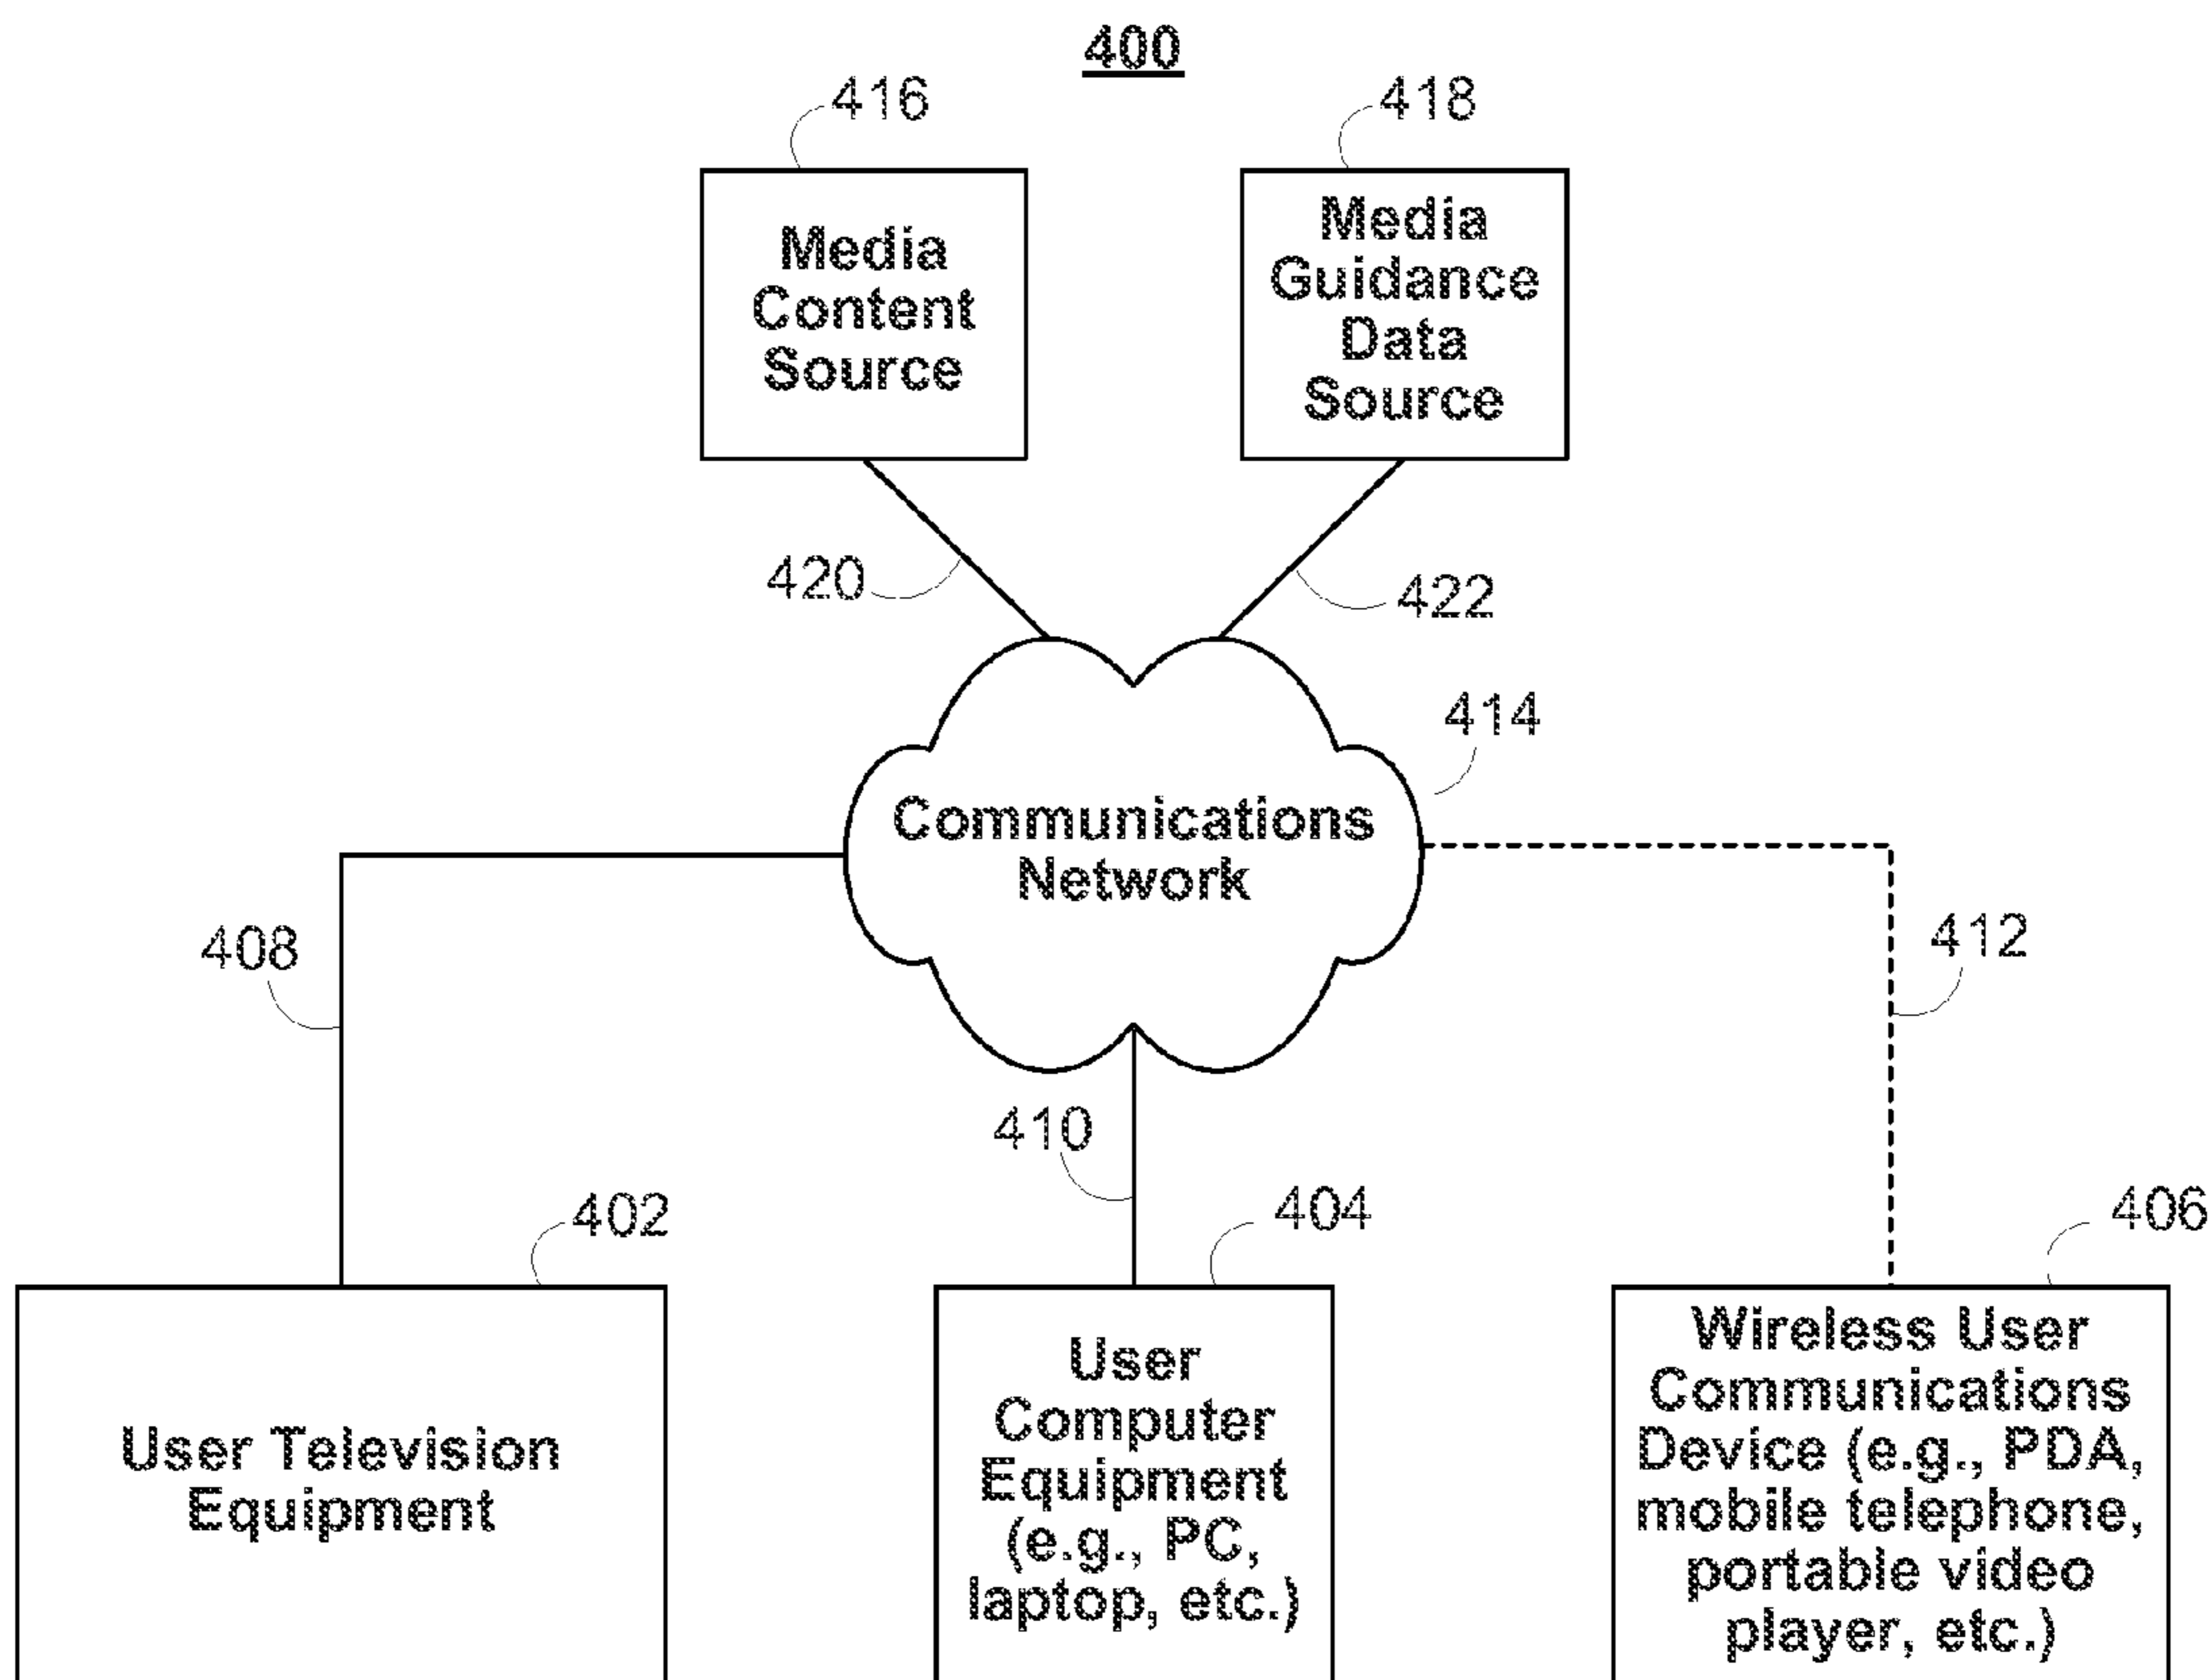 400
416
418
Media
Content
Source
Media
Guidance
Data
Source
420
422
414
Communications
Network
408
412
410
402
404
406
User Television
Equipment
User
Computer
Equipment
(e.g., PC,
laptop, etc.)
Wireless User
Communications
Device (e.g., PDA,
mobile telephone,
portable video
player, etc.)